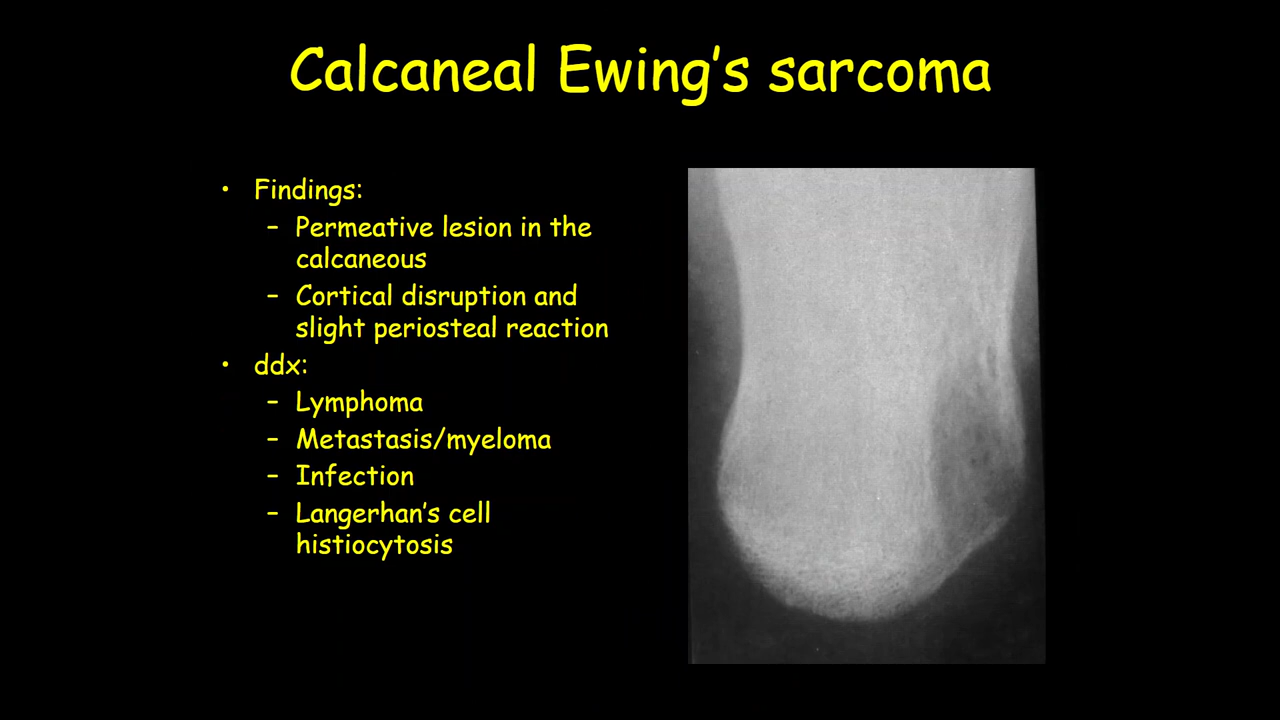 Calcaneal Ewing's sarcoma
• Findings:
– Permeative lesion in the
calcaneous
– Cortical disruption and
slight periosteal reaction
• ddx:
– Lymphoma
– Metastasis/myeloma
– Infection
– Langerhan's cell
histiocytosis